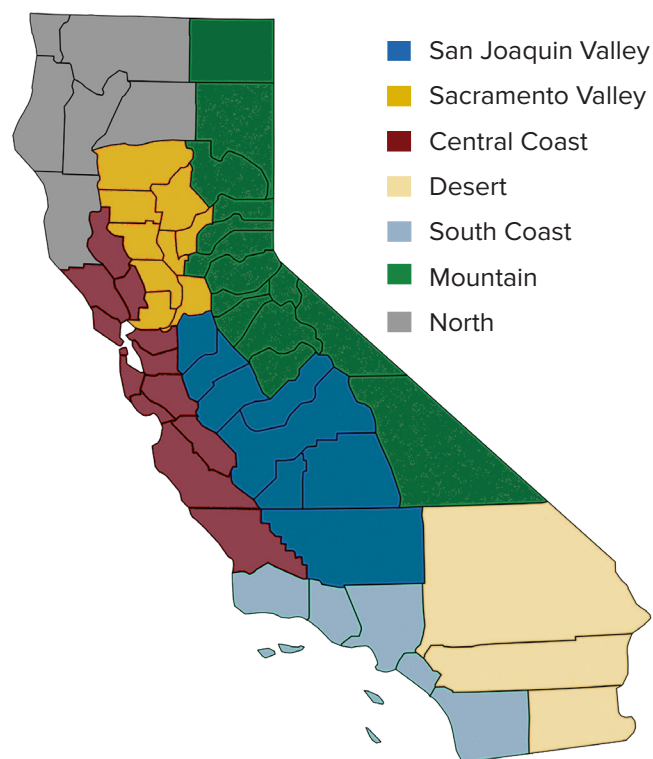 San Joaquin Valley
Sacramento Valley
Central Coast
Desert
South Coast
Mountain
North